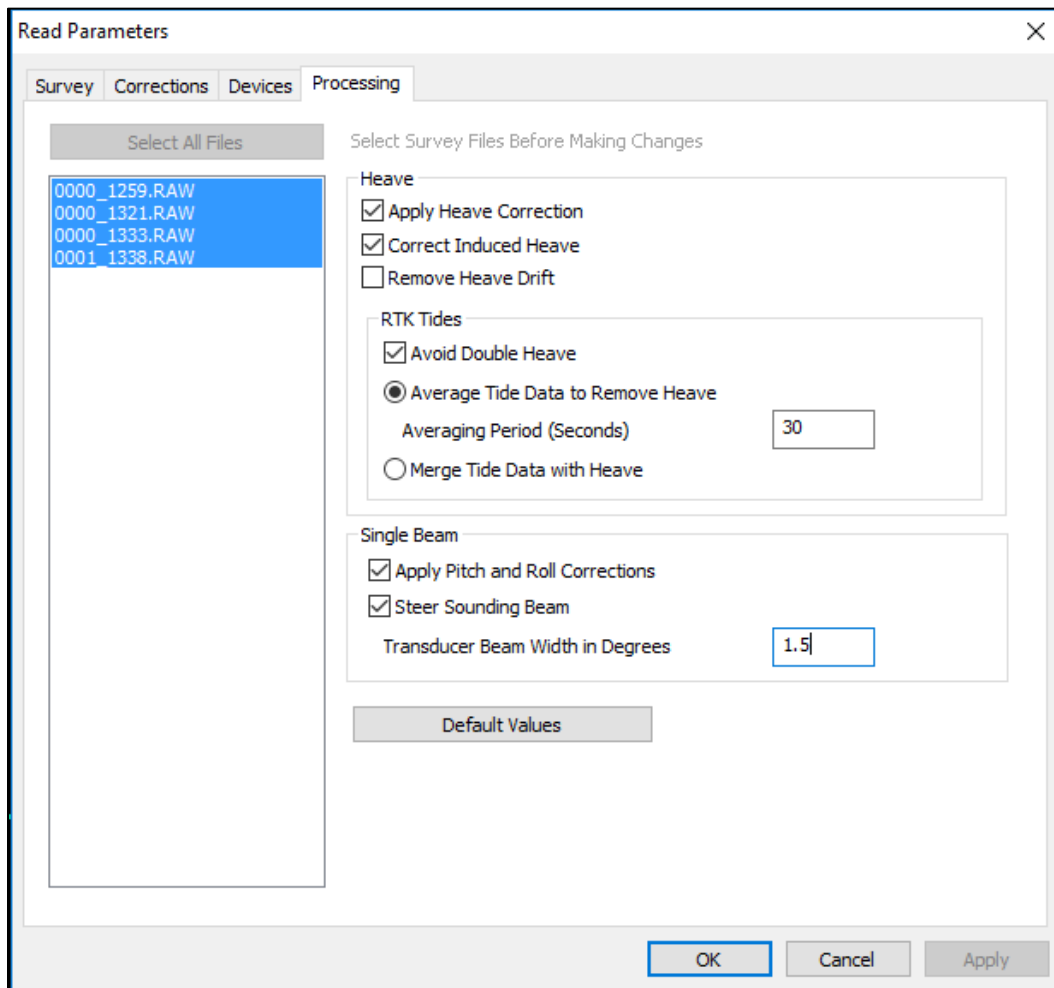 Read Parameters
Survey Corrections Devices Processing
Select All Files
Select Survey Files Before Making Changes
0000_1259.RAW
0000_1321.RAW
0000_1333.RAW
0001_1338.RAW
Heave
Apply Heave Correction
Correct Induced Heave
Remove Heave Drift
RTK Tides
Avoid Double Heave
Average Tide Data to Remove Heave
Averaging Period (Seconds) 30
Merge Tide Data with Heave
Single Beam
Apply Pitch and Roll Corrections
Steer Sounding Beam
Transducer Beam Width in Degrees 1.5
Default Values
OK Cancel Apply